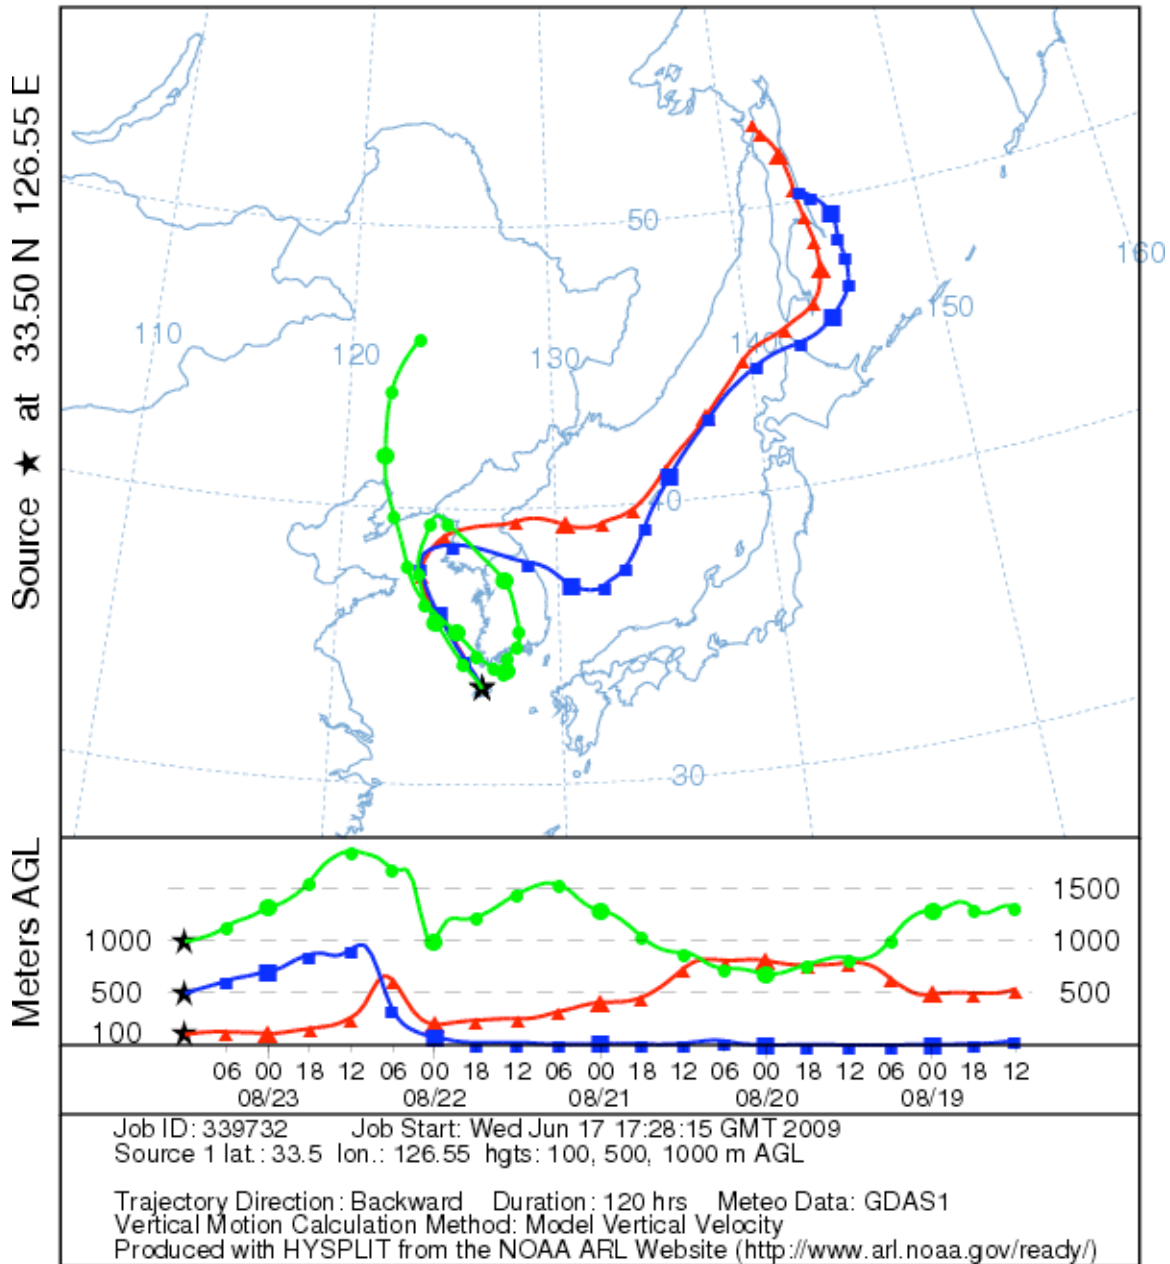 Source ★ at 33.50 N 126.55 E
50
160
110
120
130
140
150
40
30
Meters AGL
1500
1000
1000
500
500
100
06 00 18 12 06 00 18 12 06 00 18 12 06 00 18 12 06 00 18 12
08/23 08/22 08/21 08/20 08/19
Job ID: 339732 Job Start: Wed Jun 17 17:28:15 GMT 2009
Source 1 lat.: 33.5 lon.: 126.55 hgts: 100, 500, 1000 m AGL
Trajectory Direction: Backward Duration: 120 hrs Meteo Data: GDAS1
Vertical Motion Calculation Method: Model Vertical Velocity
Produced with HYSPLIT from the NOAA ARL Website (http://www.arl.noaa.gov/ready/)